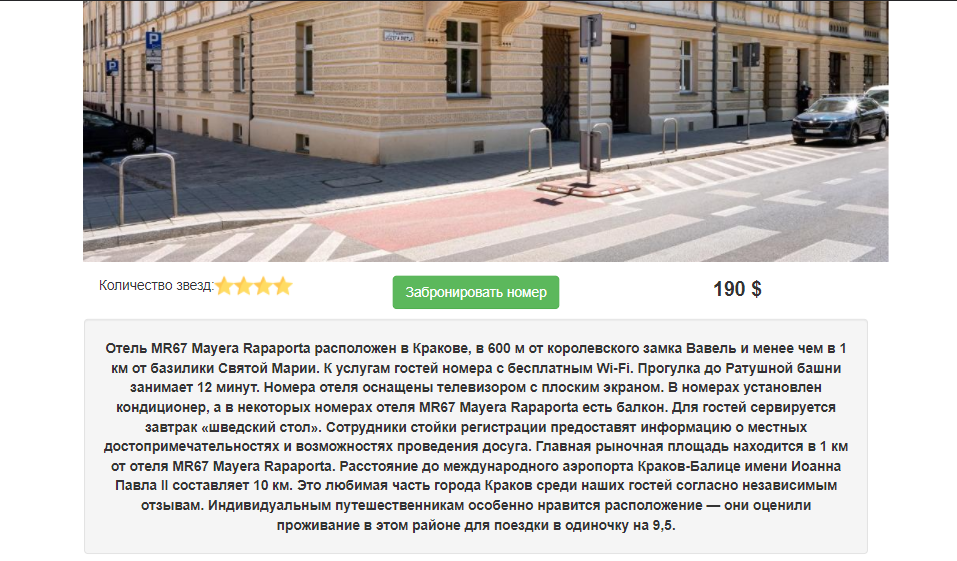 P
P
JÓZEFA DIETLA
Количество звезд:
Забронировать номер
190 $
Отель MR67 Mayera Rapaporta расположен в Кракове, в 600 м от королевского замка Вавель и менее чем в 1
км от базилики Святой Марии. К услугам гостей номера с бесплатным Wi-Fi. Прогулка до Ратушной башни
занимает 12 минут. Номера отеля оснащены телевизором с плоским экраном. В номерах установлен
кондиционер, а в некоторых номерах отеля MR67 Mayera Rapaporta есть балкон. Для гостей сервируется
завтрак «шведский стол». Сотрудники стойки регистрации предоставят информацию о местных
достопримечательностях и возможностях проведения досуга. Главная рыночная площадь находится в 1 км
от отеля MR67 Mayera Rapaporta. Расстояние до международного аэропорта Краков-Балице имени Иоанна
Павла II составляет 10 км. Это любимая часть города Краков среди наших гостей согласно независимым
отзывам. Индивидуальным путешественникам особенно нравится расположение — они оценили
проживание в этом районе для поездки в одиночку на 9,5.